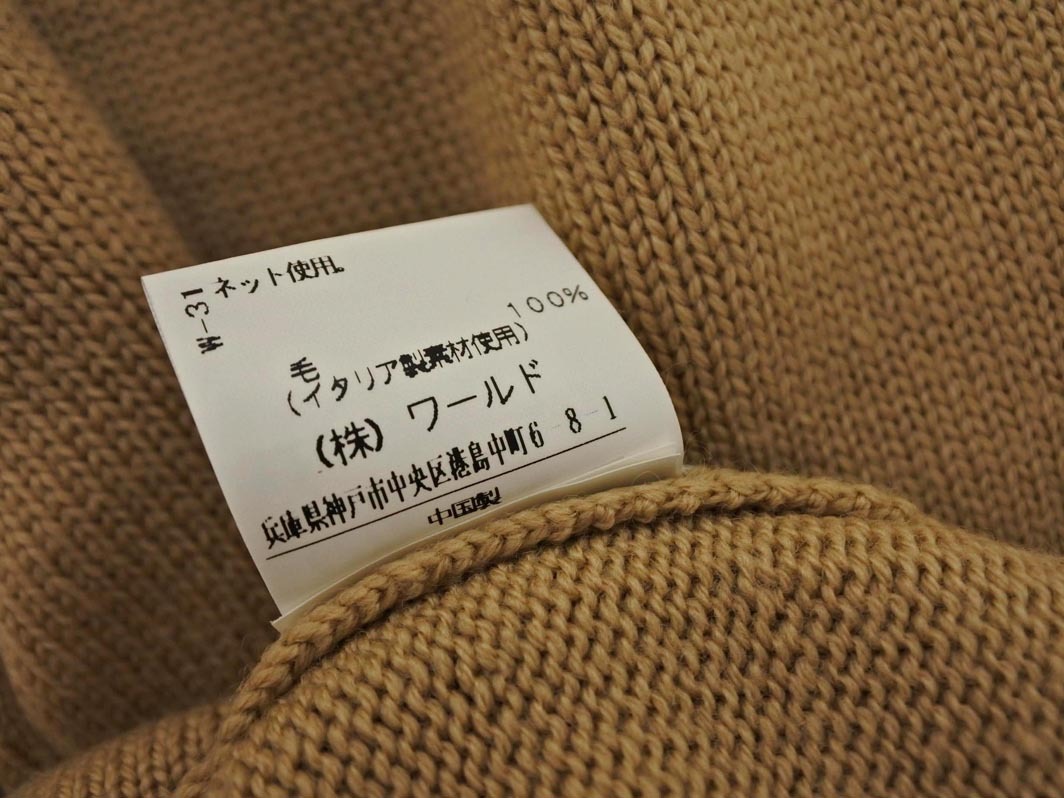 ネット使用。
W-31
毛 100%
(イタリア製素材使用)
(株) ワールド
兵庫県神戸市中央区港島中町6 8 1
中国製